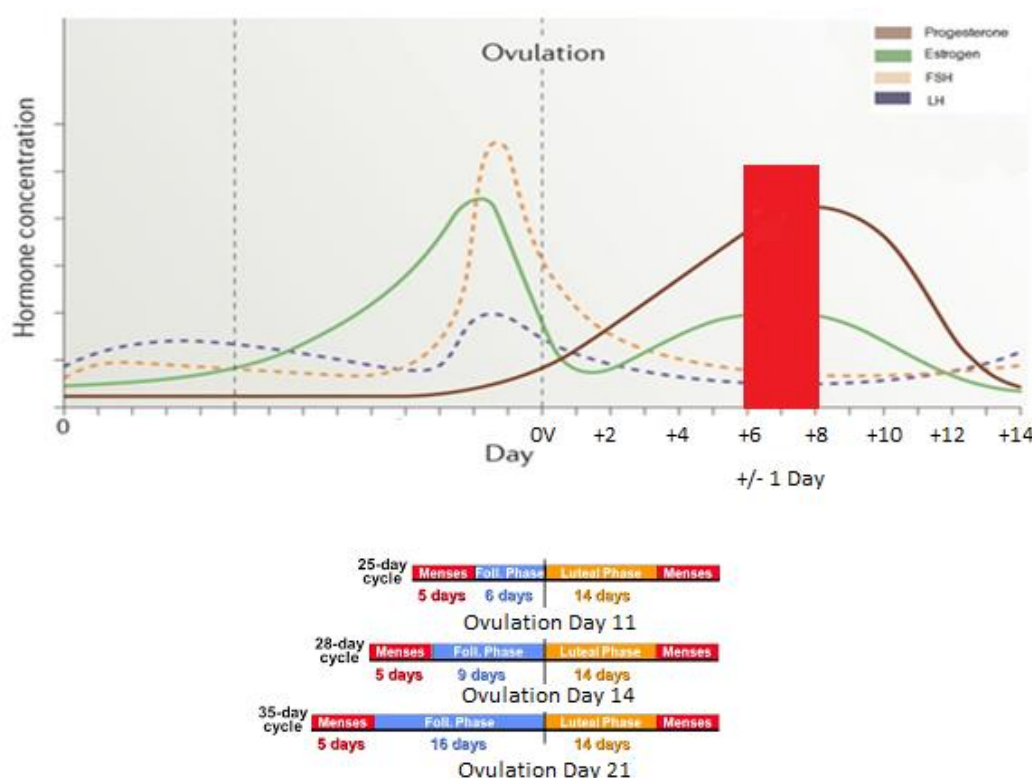 Progesterone
Estrogen
FSH
LH
Ovulation
Hormone concentration
0
OV +2 +4 +6 +8 +10 +12 +14
Day
+/- 1 Day
25-day
cycle
Menses Foll. Phase Luteal Phase Menses
5 days 6 days 14 days
Ovulation Day 11
28-day
cycle
Menses Foll. Phase Luteal Phase Menses
5 days 9 days 14 days
Ovulation Day 14
35-day
cycle
Menses Foll. Phase Luteal Phase Menses
5 days 16 days 14 days
Ovulation Day 21